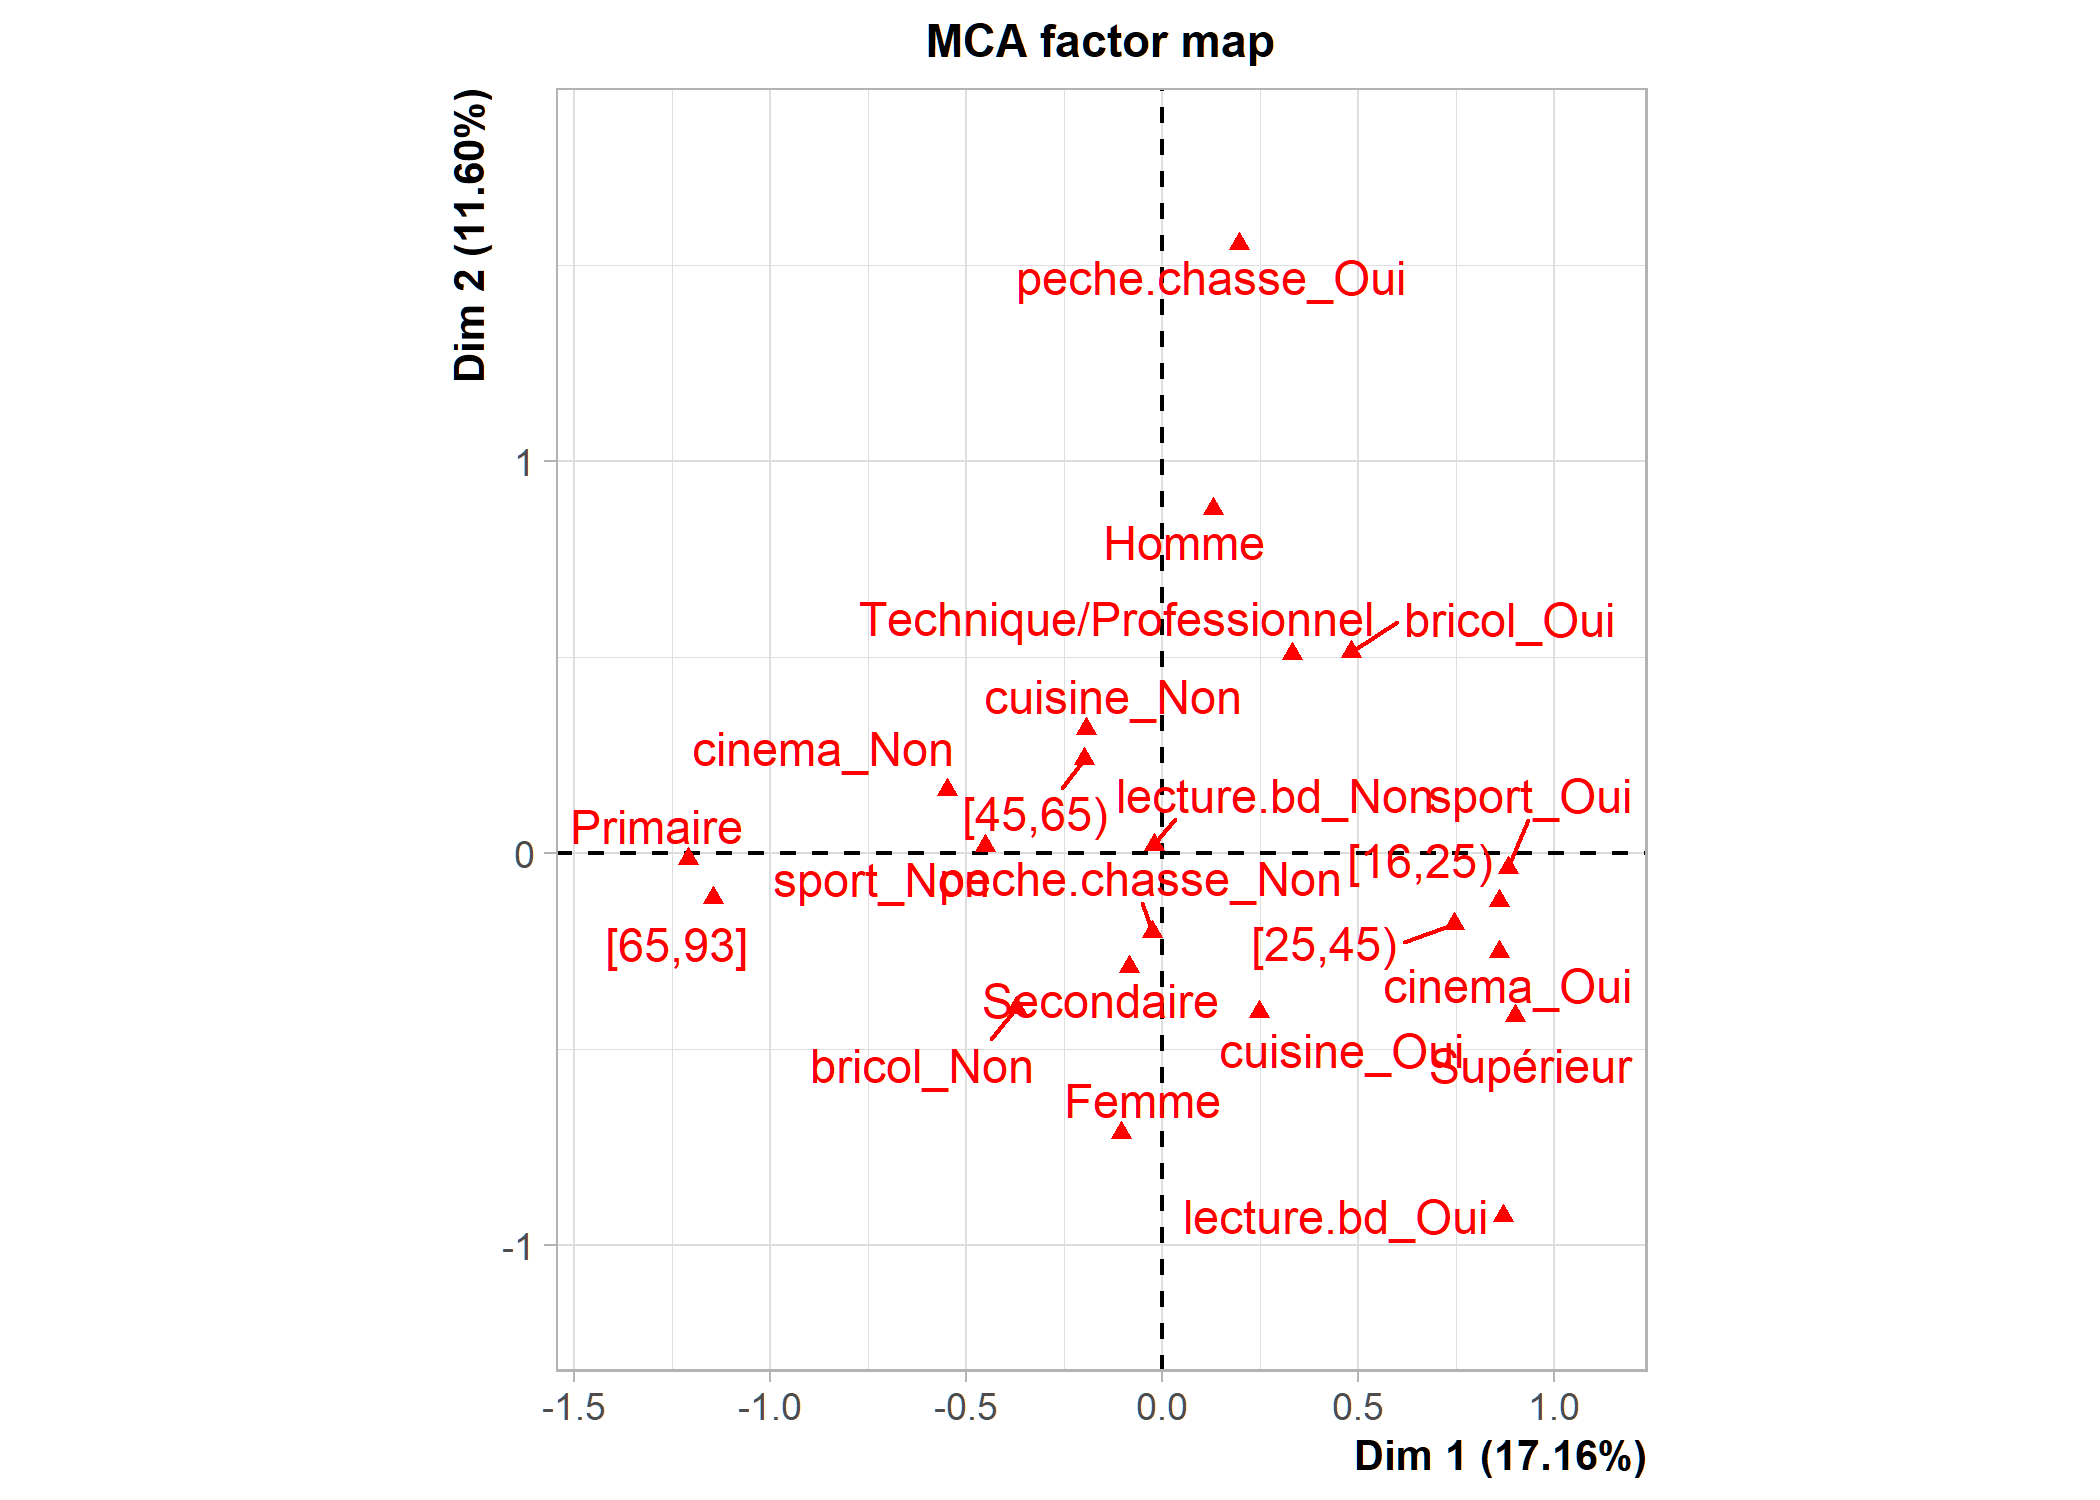 MCA factor map
Dim 2 (11.60%)
peche.chasse_Oui
1
Homme
Technique/Professionnel
bricol_Oui
cuisine_Non
cinema_Non
[45,65)
lecture.bd_Non
sport_Oui
Primaire
0
[16,25)
sport_Non
peche.chasse_Non
[65,93]
[25,45)
cinema_Oui
Secondaire
cuisine_Oui
Supérieur
bricol_Non
Femme
lecture.bd_Oui
-1
-1.5 -1.0 -0.5 0.0 0.5 1.0
Dim 1 (17.16%)